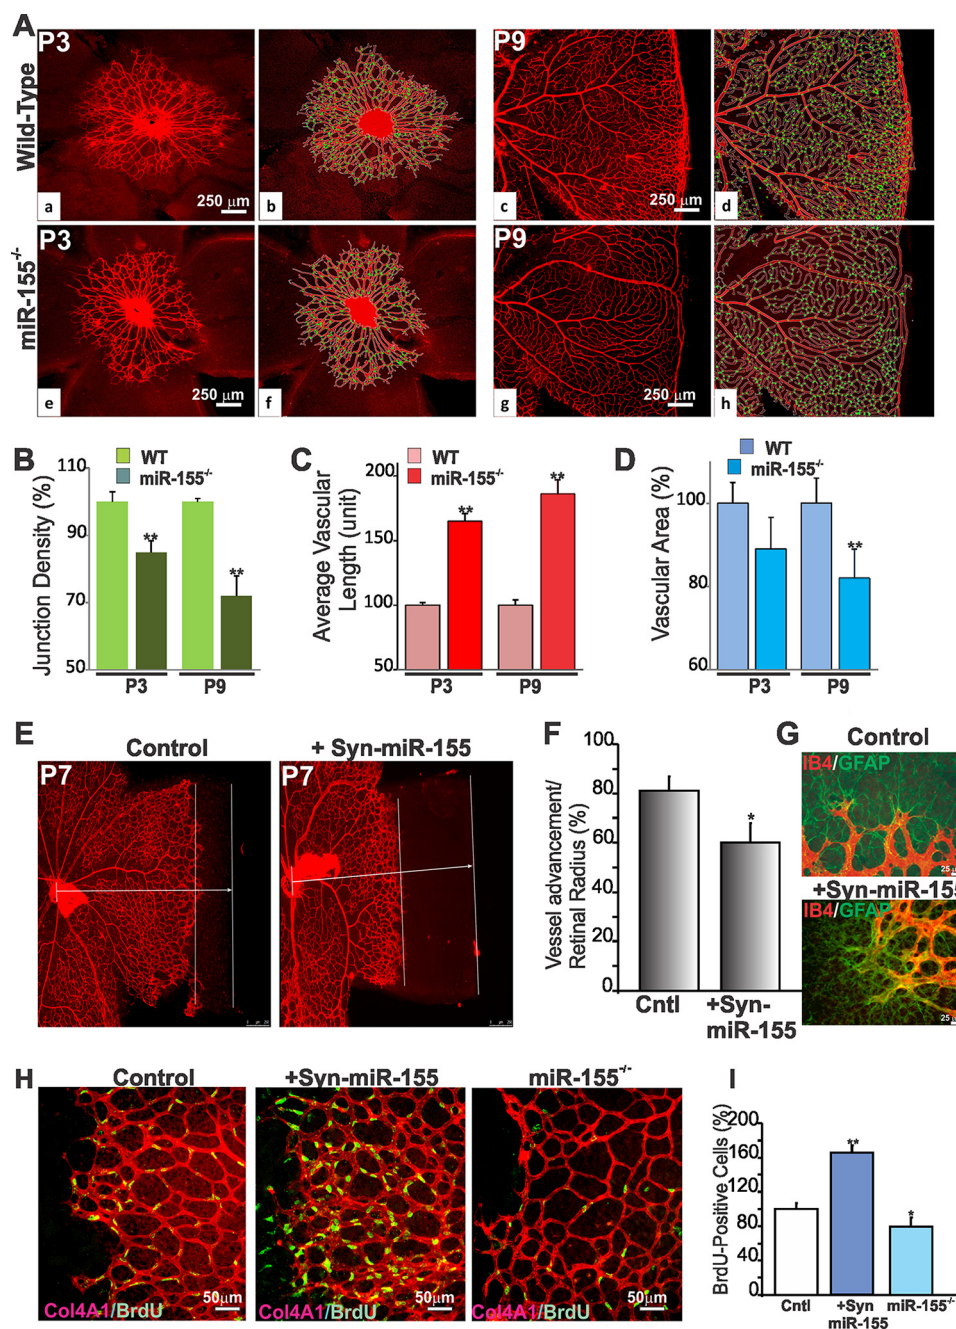 A
P3
P9
Wild-Type
a
250 μm
b
c
250 μm
d
P3
P9
miR-155-/-
e
250 μm
f
g
250 μm
h
B
WT
miR-155-/-
Junction Density (%)
110
90
70
50
**
**
P3
P9
C
WT
miR-155-/-
Average Vascular
Length (unit)
200
150
100
50
**
**
P3
P9
D
WT
miR-155-/-
Vascular Area (%)
100
80
60
**
P3
P9
E
Control
+ Syn-miR-155
P7
P7
F
Vessel advancement/
Retinal Radius (%)
100
80
60
40
20
0
*
Cntl
+Syn-
miR-155
G
Control
IB4/GFAP
25
+Syn-miR-155
IB4/GFAP
25
H
Control
+Syn-miR-155
miR-155-/-
Col4A1/BrdU
50μm
Col4A1/BrdU
50μm
Col4A1/BrdU
50μm
I
BrdU-Positive Cells (%)
160
120
80
40
0
**
*
Cntl
+Syn
miR-155
miR-155-/-